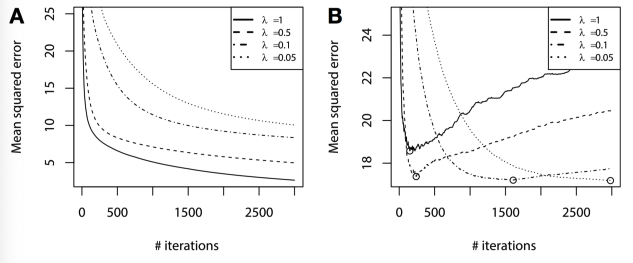 A
Mean squared error
25
20
15
10
5
λ =1
λ =0.5
λ =0.1
λ =0.05
0 500 1500 2500
# iterations
B
Mean squared error
24
22
20
18
λ =1
λ =0.5
λ =0.1
λ =0.05
0 500 1500 2500
# iterations